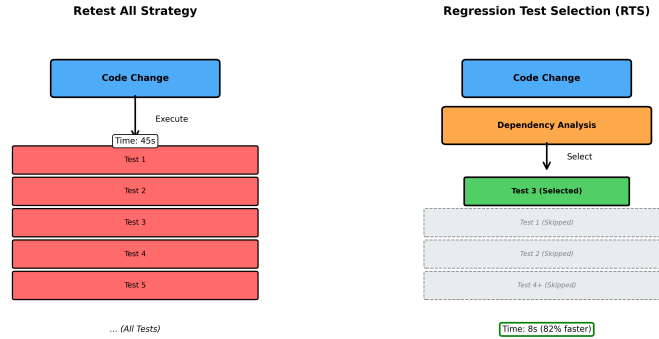 Retest All Strategy
Code Change
Execute
Time: 45s
Test 1
Test 2
Test 3
Test 4
Test 5
... (All Tests)
Regression Test Selection (RTS)
Code Change
Dependency Analysis
Select
Test 3 (Selected)
Test 1 (Skipped)
Test 2 (Skipped)
Test 4+ (Skipped)
Time: 8s (82% faster)